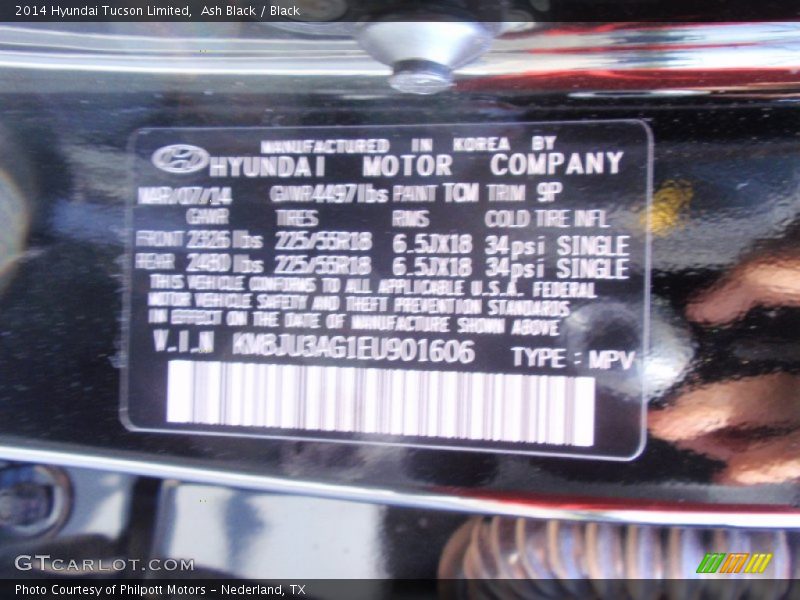 2014 Hyundai Tucson Limited, Ash Black / Black
MANUFACTURED IN KOREA BY
HYUNDAI MOTOR COMPANY
MAR/07/14 GVWR 4497lbs PAINT TCM TRIM 9P
GAWR TIRES RIMS COLD TIRE INFL
FRONT 2326 lbs 225/55R18 6.5JX18 34psi SINGLE
REAR 2480 lbs 225/55R18 6.5JX18 34psi SINGLE
THIS VEHICLE CONFORMS TO ALL APPLICABLE U.S.A. FEDERAL
MOTOR VEHICLE SAFETY AND THEFT PREVENTION STANDARDS
IN EFFECT ON THE DATE OF MANUFACTURE SHOWN ABOVE
V.I.N KM8JU3AG1EU901606 TYPE : MPV
GTCARLOT.COM
Photo Courtesy of Philpott Motors – Nederland, TX